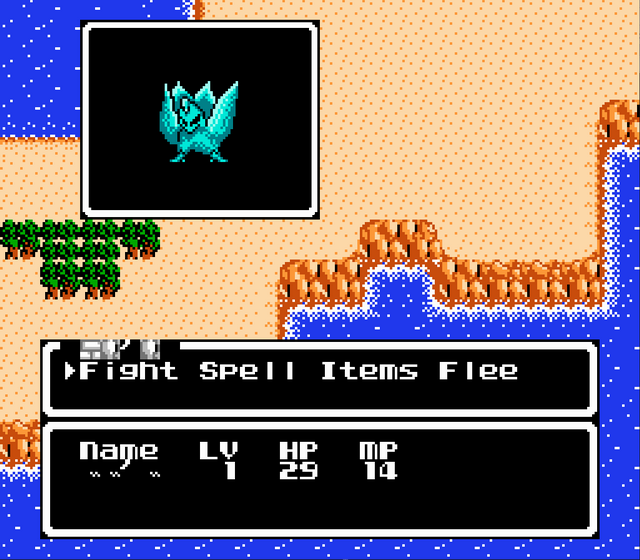 Fight Spell Items Flee
Name LV HP MP
1 29 14